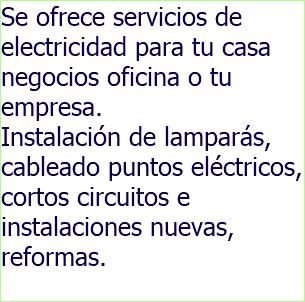 Se ofrece servicios de
electricidad para tu casa
negocios oficina o tu
empresa.
Instalación de lamparás,
cableado puntos eléctricos,
cortos circuitos e
instalaciones nuevas,
reformas.